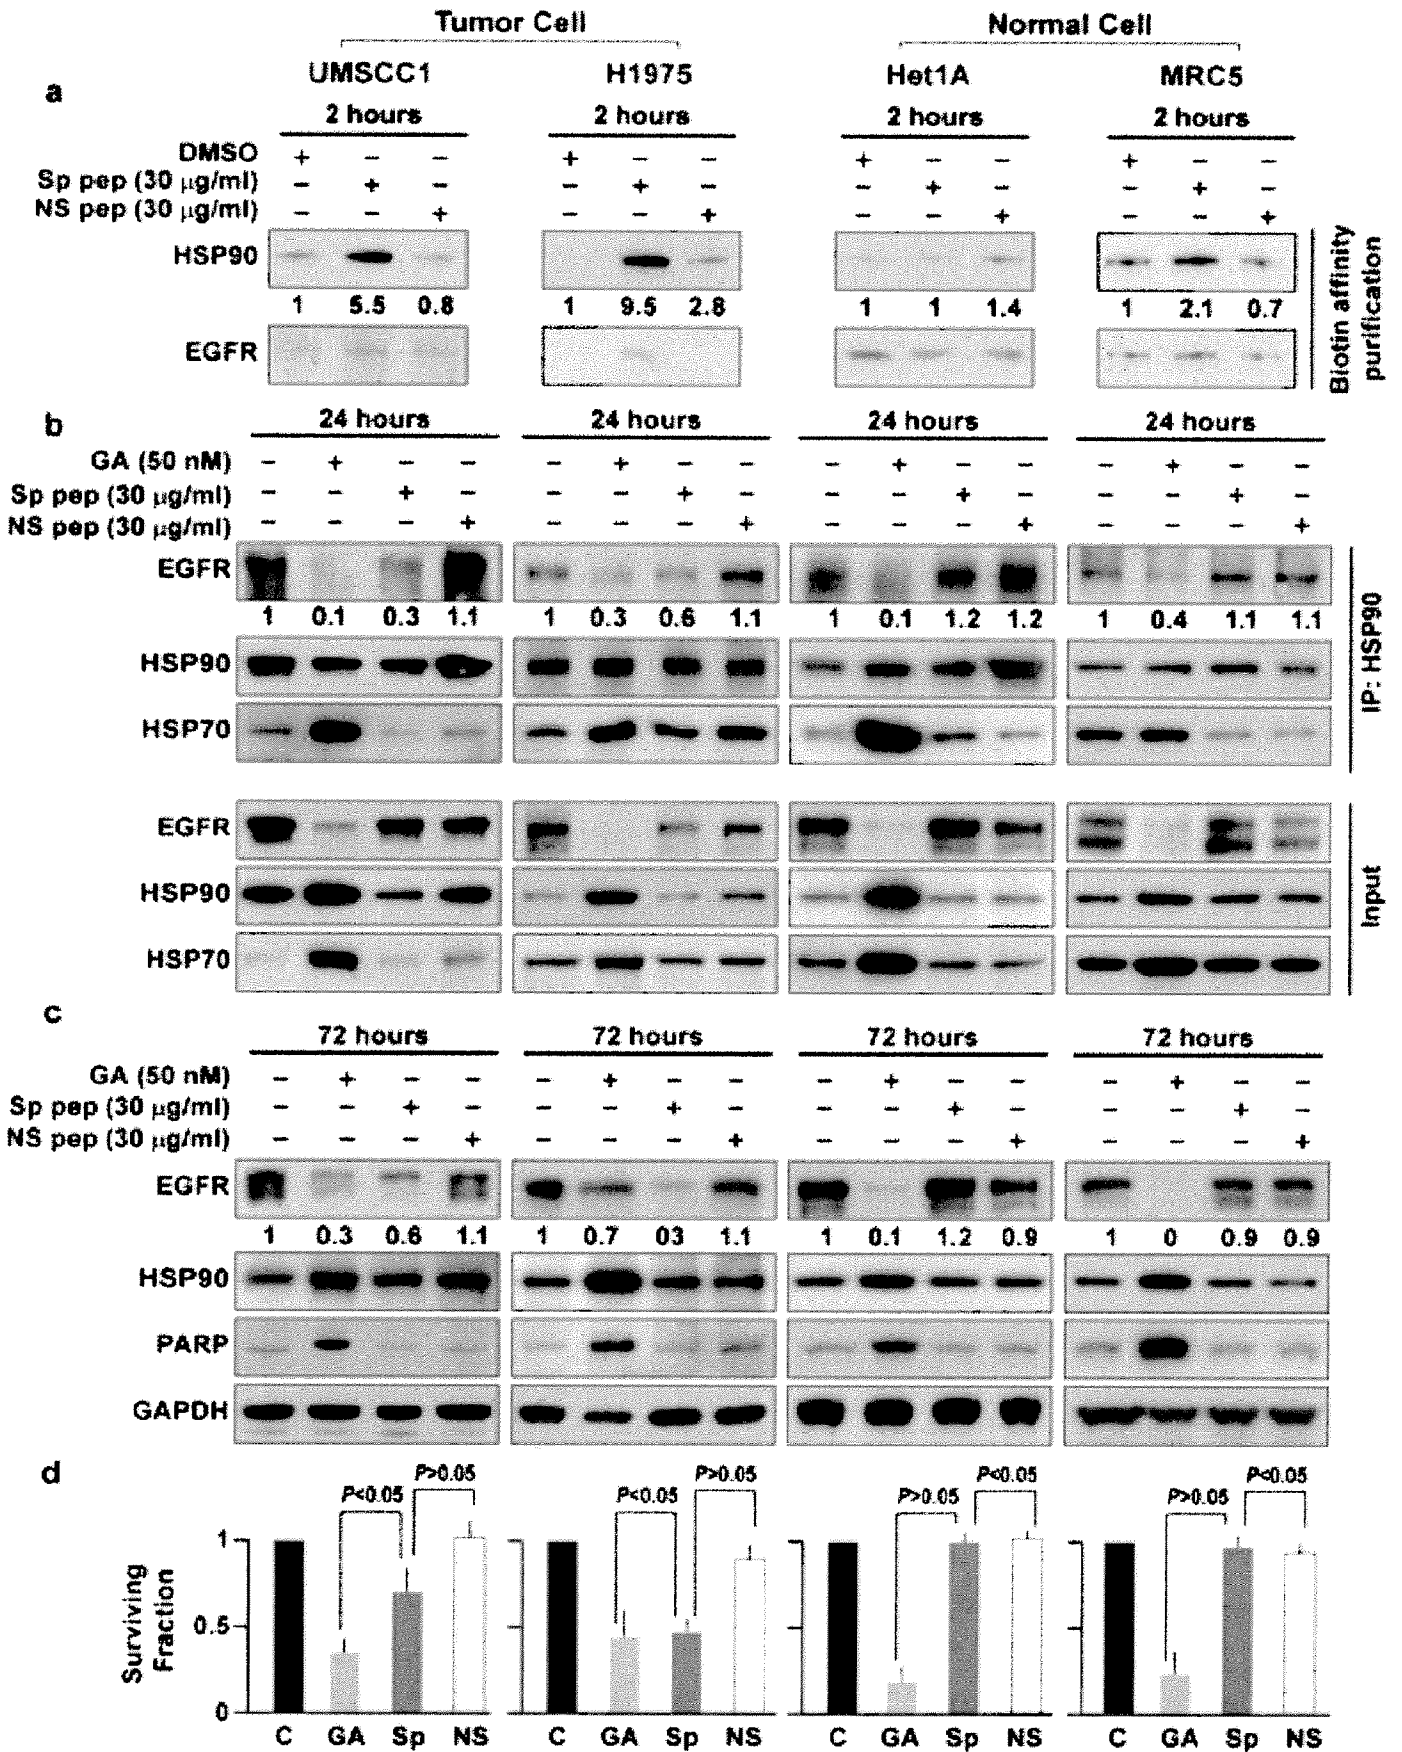 Tumor Cell Normal Cell
UMSCC1 H1975 Het1A MRC5
a
2 hours 2 hours 2 hours 2 hours
DMSO + − − + − − + − − + − −
Sp pep (30 µg/ml) − + − − + − − + − − + −
NS pep (30 µg/ml) − − + − − + − − + − − +
HSP90
1 5.5 0.8 1 9.5 2.8 1 1 1.4 1 2.1 0.7
EGFR
Biotin affinity
purification
b
24 hours 24 hours 24 hours 24 hours
GA (50 nM) − + − − − + − − − + − − − + − −
Sp pep (30 µg/ml) − − + − − − + − − − + − − − + −
NS pep (30 µg/ml) − − − + − − − + − − − + − − − +
EGFR
1 0.1 0.3 1.1 1 0.3 0.6 1.1 1 0.1 1.2 1.2 1 0.4 1.1 1.1
HSP90
HSP70
IP: HSP90
EGFR
HSP90
HSP70
Input
c
72 hours 72 hours 72 hours 72 hours
GA (50 nM) − + − − − + − − − + − − − + − −
Sp pep (30 µg/ml) − − + − − − + − − − + − − − + −
NS pep (30 µg/ml) − − − + − − − + − − − + − − − +
EGFR
1 0.3 0.6 1.1 1 0.7 03 1.1 1 0.1 1.2 0.9 1 0 0.9 0.9
HSP90
PARP
GAPDH
d
P>0.05 P>0.05 P<0.05 P<0.05
P<0.05 P<0.05 P>0.05 P>0.05
1
0.5
0
Surviving
Fraction
C GA Sp NS C GA Sp NS C GA Sp NS C GA Sp NS